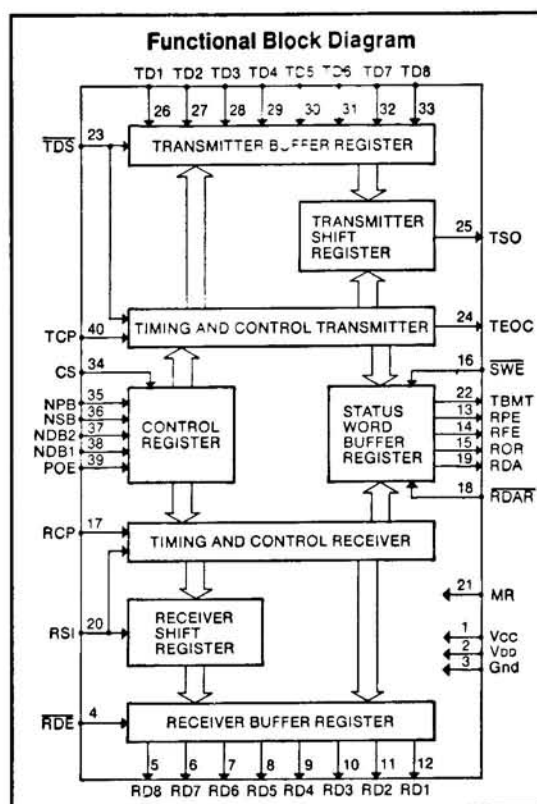 Functional Block Diagram
TD1 TD2 TD3 TD4 TD5 TD6 TD7 TD8
26 27 28 29 30 31 32 33
TDS 23
TRANSMITTER BUFFER REGISTER
TRANSMITTER
SHIFT
REGISTER
25 TSO
TCP 40
TIMING AND CONTROL TRANSMITTER
24 TEOC
CS 34
NPB 35
NSB 36
NDB2 37
NDB1 38
POE 39
CONTROL
REGISTER
STATUS
WORD
BUFFER
REGISTER
16 SWE
22 TBMT
13 RPE
14 RFE
15 ROR
19 RDA
18 RDAR
RCP 17
TIMING AND CONTROL RECEIVER
RSI 20
RECEIVER
SHIFT
REGISTER
21 MR
1 VCC
2 VDD
3 Gnd
RDE 4
RECEIVER BUFFER REGISTER
5 6 7 8 9 10 11 12
RD8 RD7 RD6 RD5 RD4 RD3 RD2 RD1